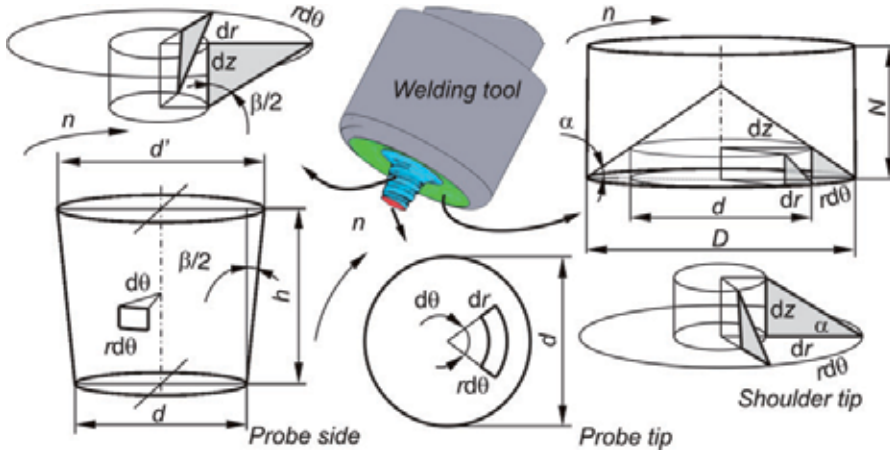 rdθ
dr
dz
β/2
n
d'
β/2
dθ
rdθ
h
d
Probe side
Welding tool
n
dθ
dr
rdθ
d
Probe tip
n
α
dz
N
dr
rdθ
d
D
dz
α
dr
rdθ
Shoulder tip